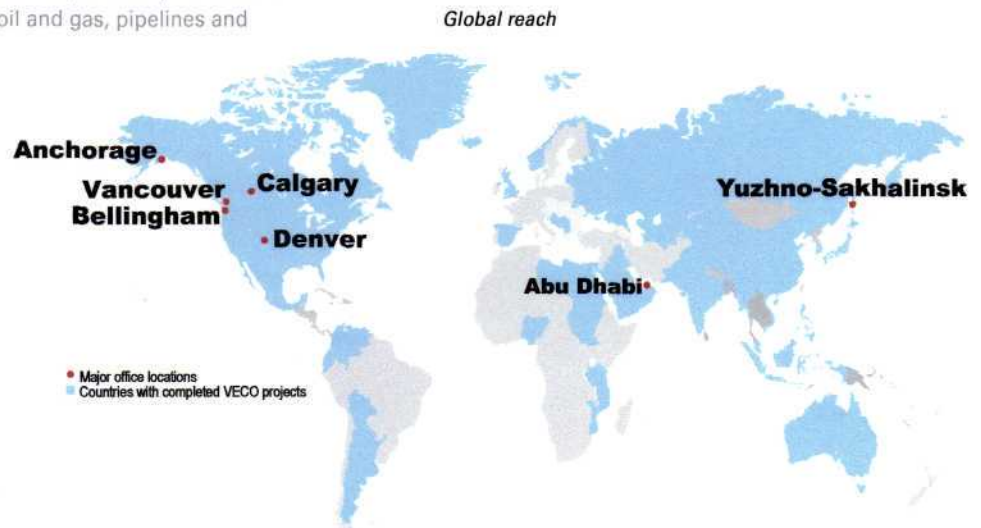 oil and gas, pipelines and
Global reach
Anchorage
Vancouver
Calgary
Bellingham
Denver
Yuzhno-Sakhalinsk
Abu Dhabi
Major office locations
Countries with completed VECO projects